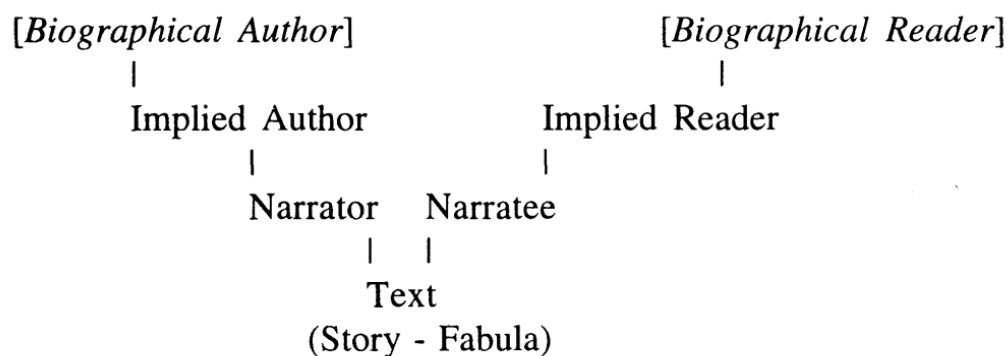 [Biographical Author] [Biographical Reader]
Implied Author Implied Reader
Narrator Narratee
Text
(Story - Fabula)